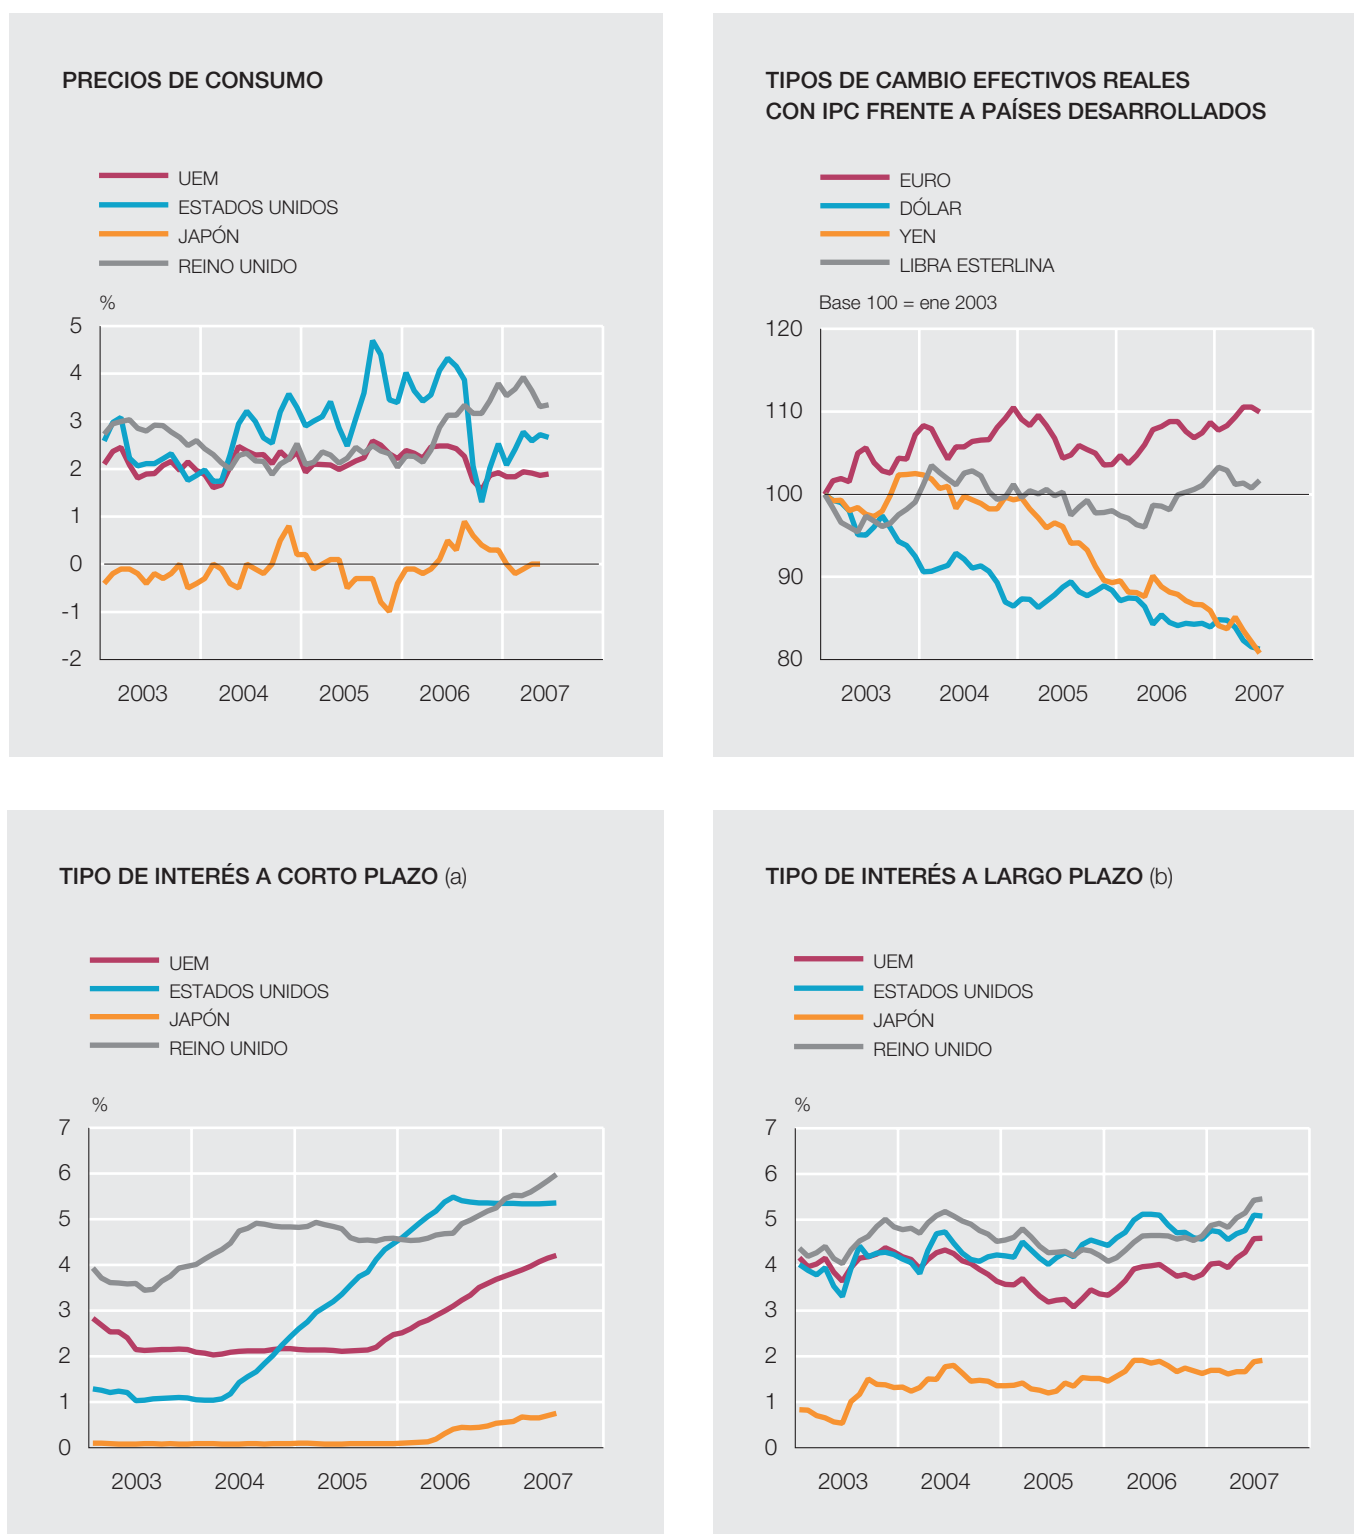 PRECIOS DE CONSUMO
UEM
ESTADOS UNIDOS
JAPÓN
REINO UNIDO
%
5
4
3
2
1
0
-1
-2
2003 2004 2005 2006 2007
TIPOS DE CAMBIO EFECTIVOS REALES
CON IPC FRENTE A PAÍSES DESARROLLADOS
EURO
DÓLAR
YEN
LIBRA ESTERLINA
Base 100 = ene 2003
120
110
100
90
80
2003 2004 2005 2006 2007
TIPO DE INTERÉS A CORTO PLAZO (a)
UEM
ESTADOS UNIDOS
JAPÓN
REINO UNIDO
%
7
6
5
4
3
2
1
0
2003 2004 2005 2006 2007
TIPO DE INTERÉS A LARGO PLAZO (b)
UEM
ESTADOS UNIDOS
JAPÓN
REINO UNIDO
%
7
6
5
4
3
2
1
0
2003 2004 2005 2006 2007